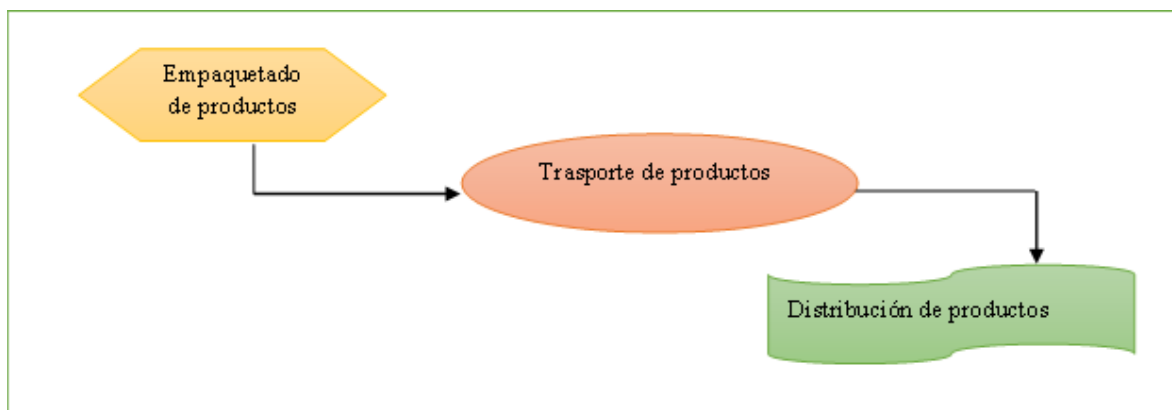 Empaquetado
de productos
Trasporte de productos
Distribución de productos